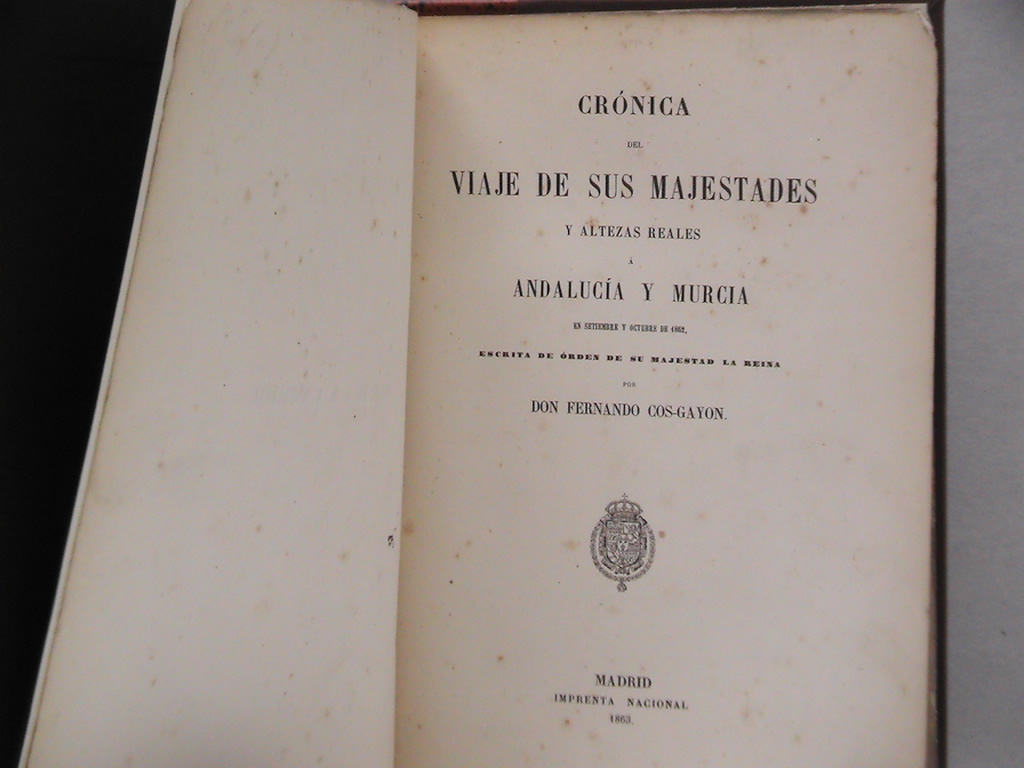 CRÓNICA
DEL
VIAJE DE SUS MAJESTADES
Y ALTEZAS REALES
Á
ANDALUCÍA Y MURCIA
EN SETIEMBRE Y OCTUBRE DE 1862,
ESCRITA DE ÓRDEN DE SU MAJESTAD LA REINA
POR
DON FERNANDO COS-GAYON.
MADRID
IMPRENTA NACIONAL
1863.